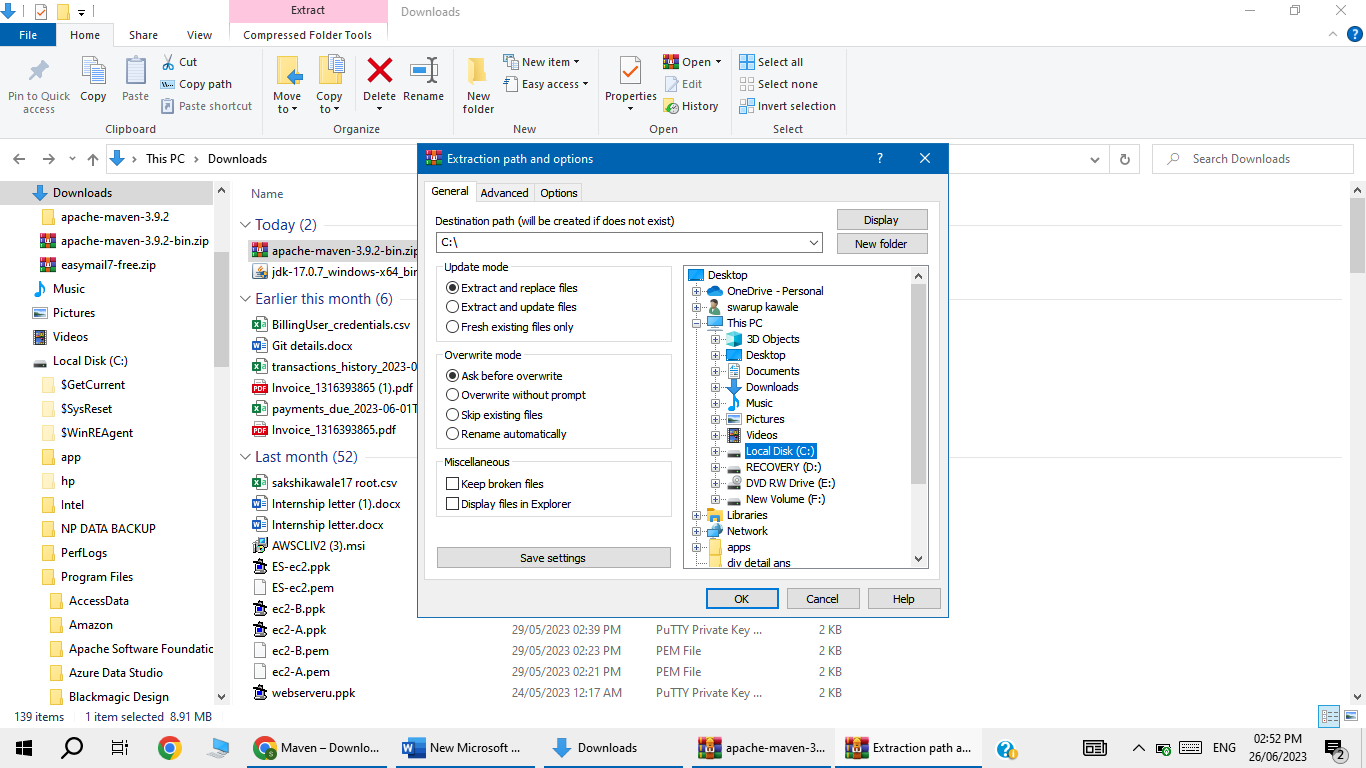 Extract
Downloads
File
Home
Share
View
Compressed Folder Tools
Pin to Quick access
Copy
Paste
Cut
Copy path
Paste shortcut
Clipboard
Move to
Copy to
Delete
Rename
Organize
New folder
New item
Easy access
New
Properties
Open
Edit
History
Open
Select all
Select none
Invert selection
Select
This PC
Downloads
Search Downloads
Downloads
apache-maven-3.9.2
apache-maven-3.9.2-bin.zip
easymail7-free.zip
Music
Pictures
Videos
Local Disk (C:)
$GetCurrent
$SysReset
$WinREAgent
app
hp
Intel
NP DATA BACKUP
PerfLogs
Program Files
AccessData
Amazon
Apache Software Foundatic
Azure Data Studio
Blackmagic Design
Name
Today (2)
apache-maven-3.9.2-bin.zip
jdk-17.0.7_windows-x64_bin
Earlier this month (6)
BillingUser_credentials.csv
Git details.docx
transactions_history_2023-0
Invoice_1316393865 (1).pdf
payments_due_2023-06-01T
Invoice_1316393865.pdf
Last month (52)
sakshikawale17 root.csv
Internship letter (1).docx
Internship letter.docx
AWSCLIV2 (3).msi
ES-ec2.ppk
ES-ec2.pem
ec2-B.ppk
ec2-A.ppk 29/05/2023 02:39 PM PuTTY Private Key ... 2 KB
ec2-B.pem 29/05/2023 02:23 PM PEM File 2 KB
ec2-A.pem 29/05/2023 02:21 PM PEM File 2 KB
webserveru.ppk 24/05/2023 12:17 AM PuTTY Private Key ... 2 KB
Extraction path and options
?
General
Advanced
Options
Destination path (will be created if does not exist)
C:\
Display
New folder
Update mode
Extract and replace files
Extract and update files
Fresh existing files only
Overwrite mode
Ask before overwrite
Overwrite without prompt
Skip existing files
Rename automatically
Miscellaneous
Keep broken files
Display files in Explorer
Save settings
Desktop
OneDrive - Personal
swarup kawale
This PC
3D Objects
Desktop
Documents
Downloads
Music
Pictures
Videos
Local Disk (C:)
RECOVERY (D:)
DVD RW Drive (E:)
New Volume (F:)
Libraries
Network
apps
div detail ans
OK
Cancel
Help
139 items
1 item selected 8.91 MB
Maven – Downlo...
New Microsoft ...
Downloads
apache-maven-3...
Extraction path a...
ENG
02:52 PM
26/06/2023
2